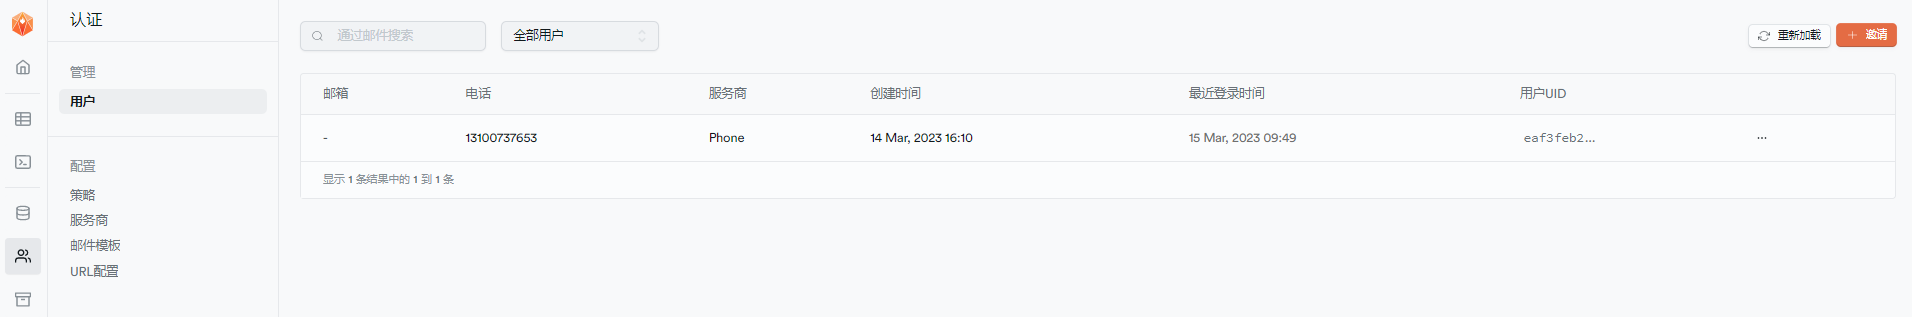 认证
管理
用户
配置
策略
服务商
邮件模板
URL配置
通过邮件搜索
全部用户
重新加载
邀请
邮箱 电话 服务商 创建时间 最近登录时间 用户UID
- 13100737653 Phone 14 Mar, 2023 16:10 15 Mar, 2023 09:49 eaf3feb2... ···
显示 1 条结果中的 1 到 1 条